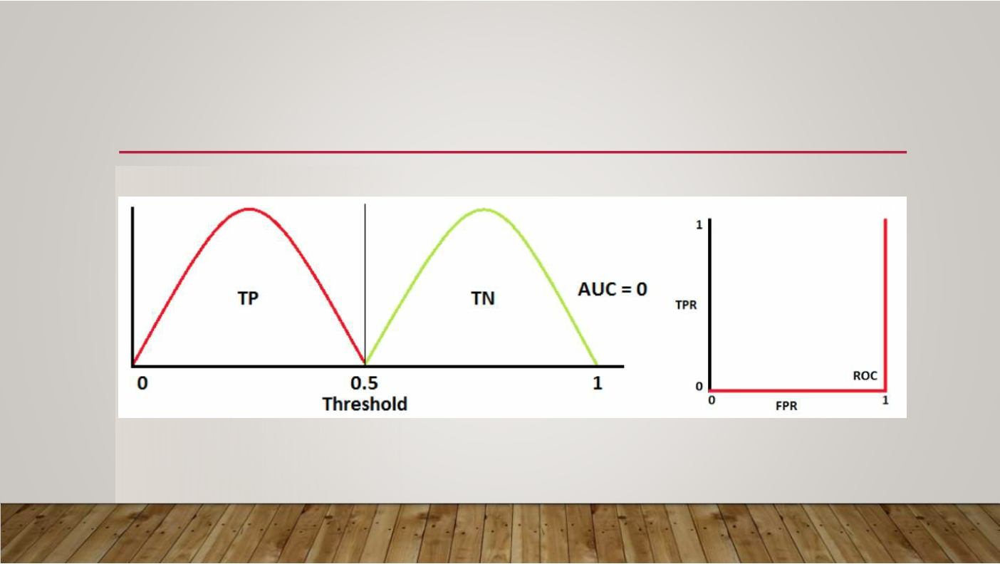 TP
TN
AUC = 0
0
0.5
1
Threshold
1
TPR
ROC
0
0
1
FPR